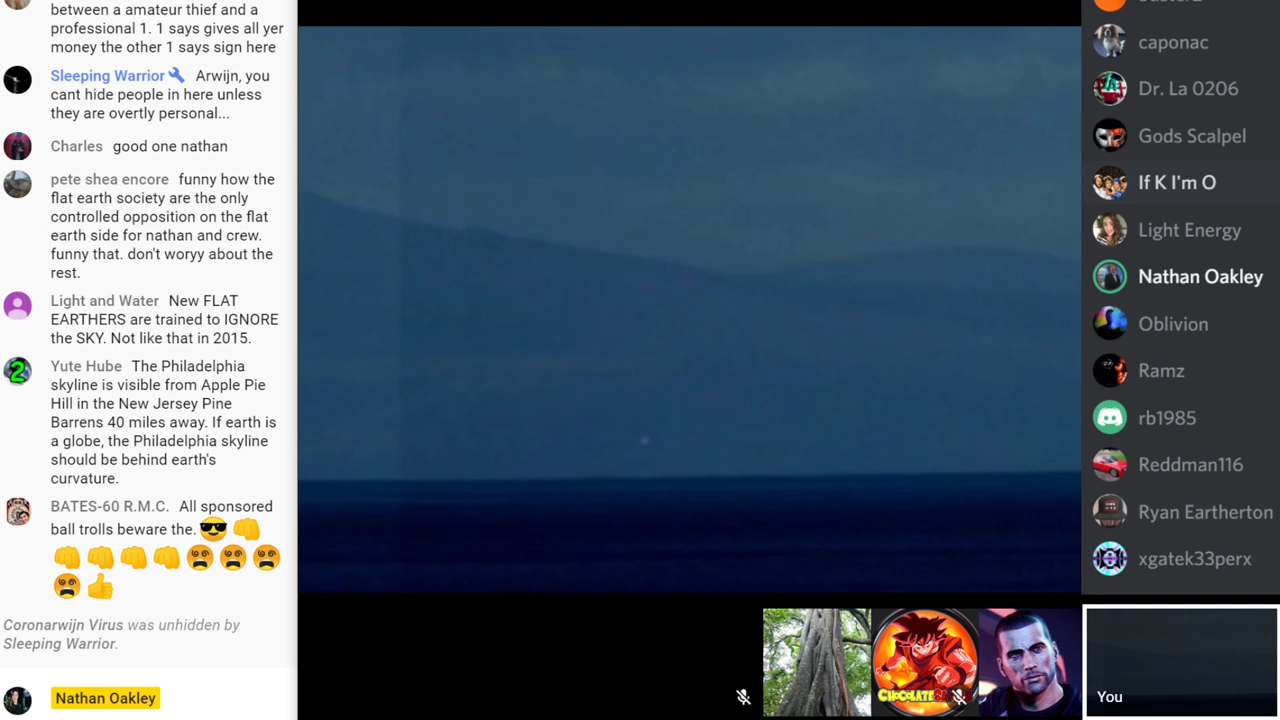 between a amateur thief and a
professional 1. 1 says gives all yer
money the other 1 says sign here
Sleeping Warrior Arwijn, you
cant hide people in here unless
they are overtly personal...
Charles good one nathan
pete shea encore funny how the
flat earth society are the only
controlled opposition on the flat
earth side for nathan and crew.
funny that. don't woryy about the
rest.
Light and Water New FLAT
EARTHERS are trained to IGNORE
the SKY. Not like that in 2015.
Yute Hube The Philadelphia
skyline is visible from Apple Pie
Hill in the New Jersey Pine
Barrens 40 miles away. If earth is
a globe, the Philadelphia skyline
should be behind earth's
curvature.
BATES-60 R.M.C. All sponsored
ball trolls beware the.
Coronarwijn Virus was unhidden by
Sleeping Warrior.
Nathan Oakley
caponac
Dr. La 0206
Gods Scalpel
If K I'm O
Light Energy
Nathan Oakley
Oblivion
Ramz
rb1985
Reddman116
Ryan Eartherton
xgatek33perx
You